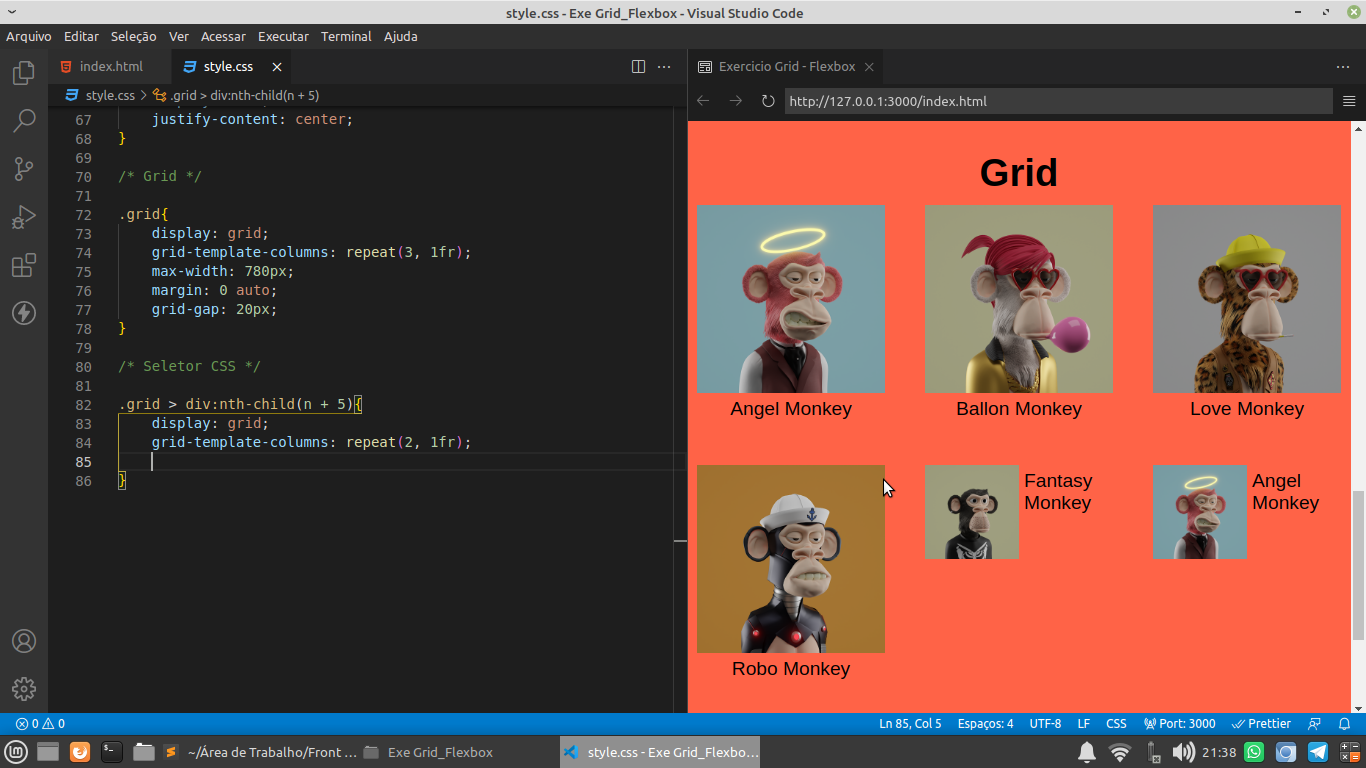 style.css - Exe Grid_Flexbox - Visual Studio Code
Arquivo Editar Seleção Ver Acessar Executar Terminal Ajuda
index.html style.css
style.css > .grid > div:nth-child(n + 5)
67 justify-content: center;
68 }
69
70 /* Grid */
71
72 .grid{
73 display: grid;
74 grid-template-columns: repeat(3, 1fr);
75 max-width: 780px;
76 margin: 0 auto;
77 grid-gap: 20px;
78 }
79
80 /* Seletor CSS */
81
82 .grid > div:nth-child(n + 5){
83 display: grid;
84 grid-template-columns: repeat(2, 1fr);
85
86 }
Exercicio Grid - Flexbox
http://127.0.0.1:3000/index.html
Grid
Angel Monkey Ballon Monkey Love Monkey
Fantasy
Monkey
Angel
Monkey
Robo Monkey
0 0 Ln 85, Col 5 Espaços: 4 UTF-8 LF CSS Port: 3000 Prettier
~/Área de Trabalho/Front ... Exe Grid_Flexbox style.css - Exe Grid_Flexbo... 21:38